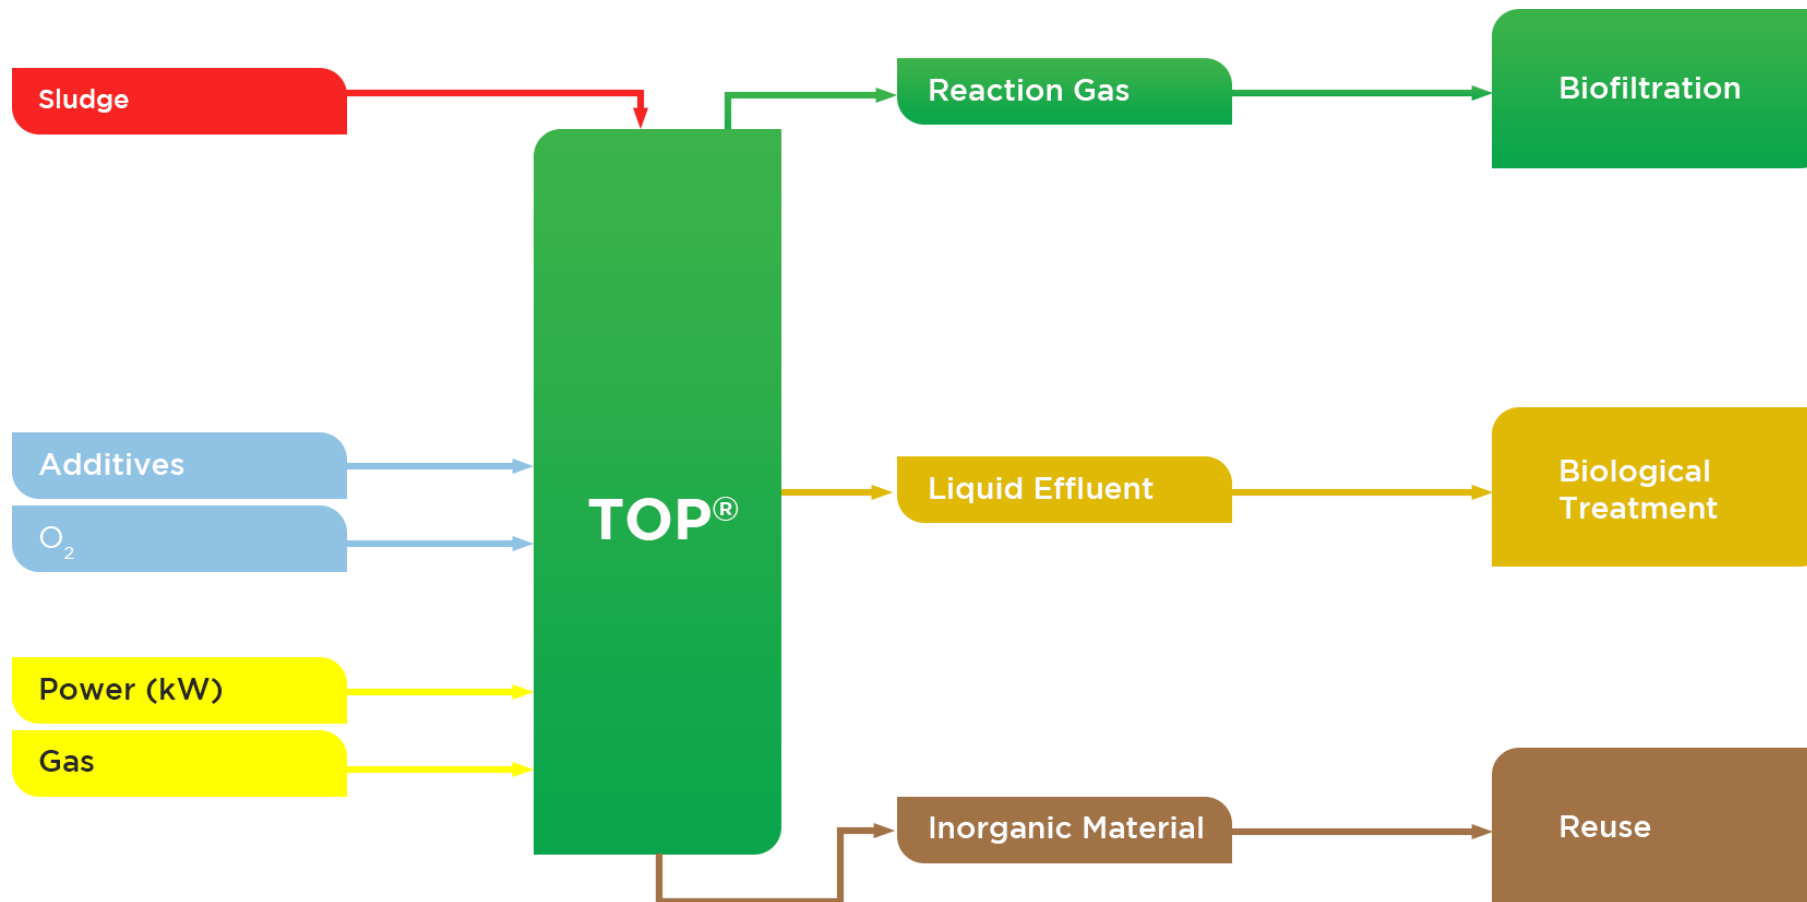 Sludge
Reaction Gas
Biofiltration
Additives
O₂
TOP®
Liquid Effluent
Biological
Treatment
Power (kW)
Gas
Inorganic Material
Reuse